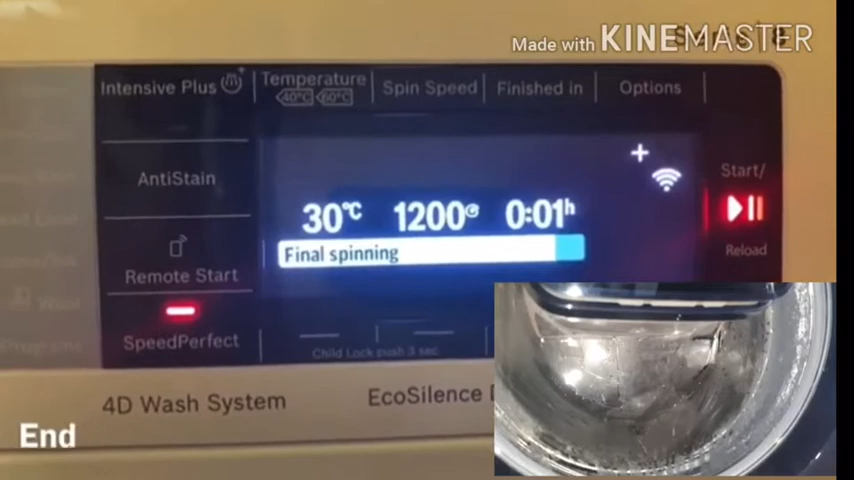 Made with KINEMASTER
Intensive Plus
Temperature
40°C 60°C
Spin Speed
Finished in
Options
AntiStain
30°C 1200 0:01h
Final spinning
Start/
Reload
Remote Start
SpeedPerfect
Child Lock push 3 sec
4D Wash System
EcoSilence
End